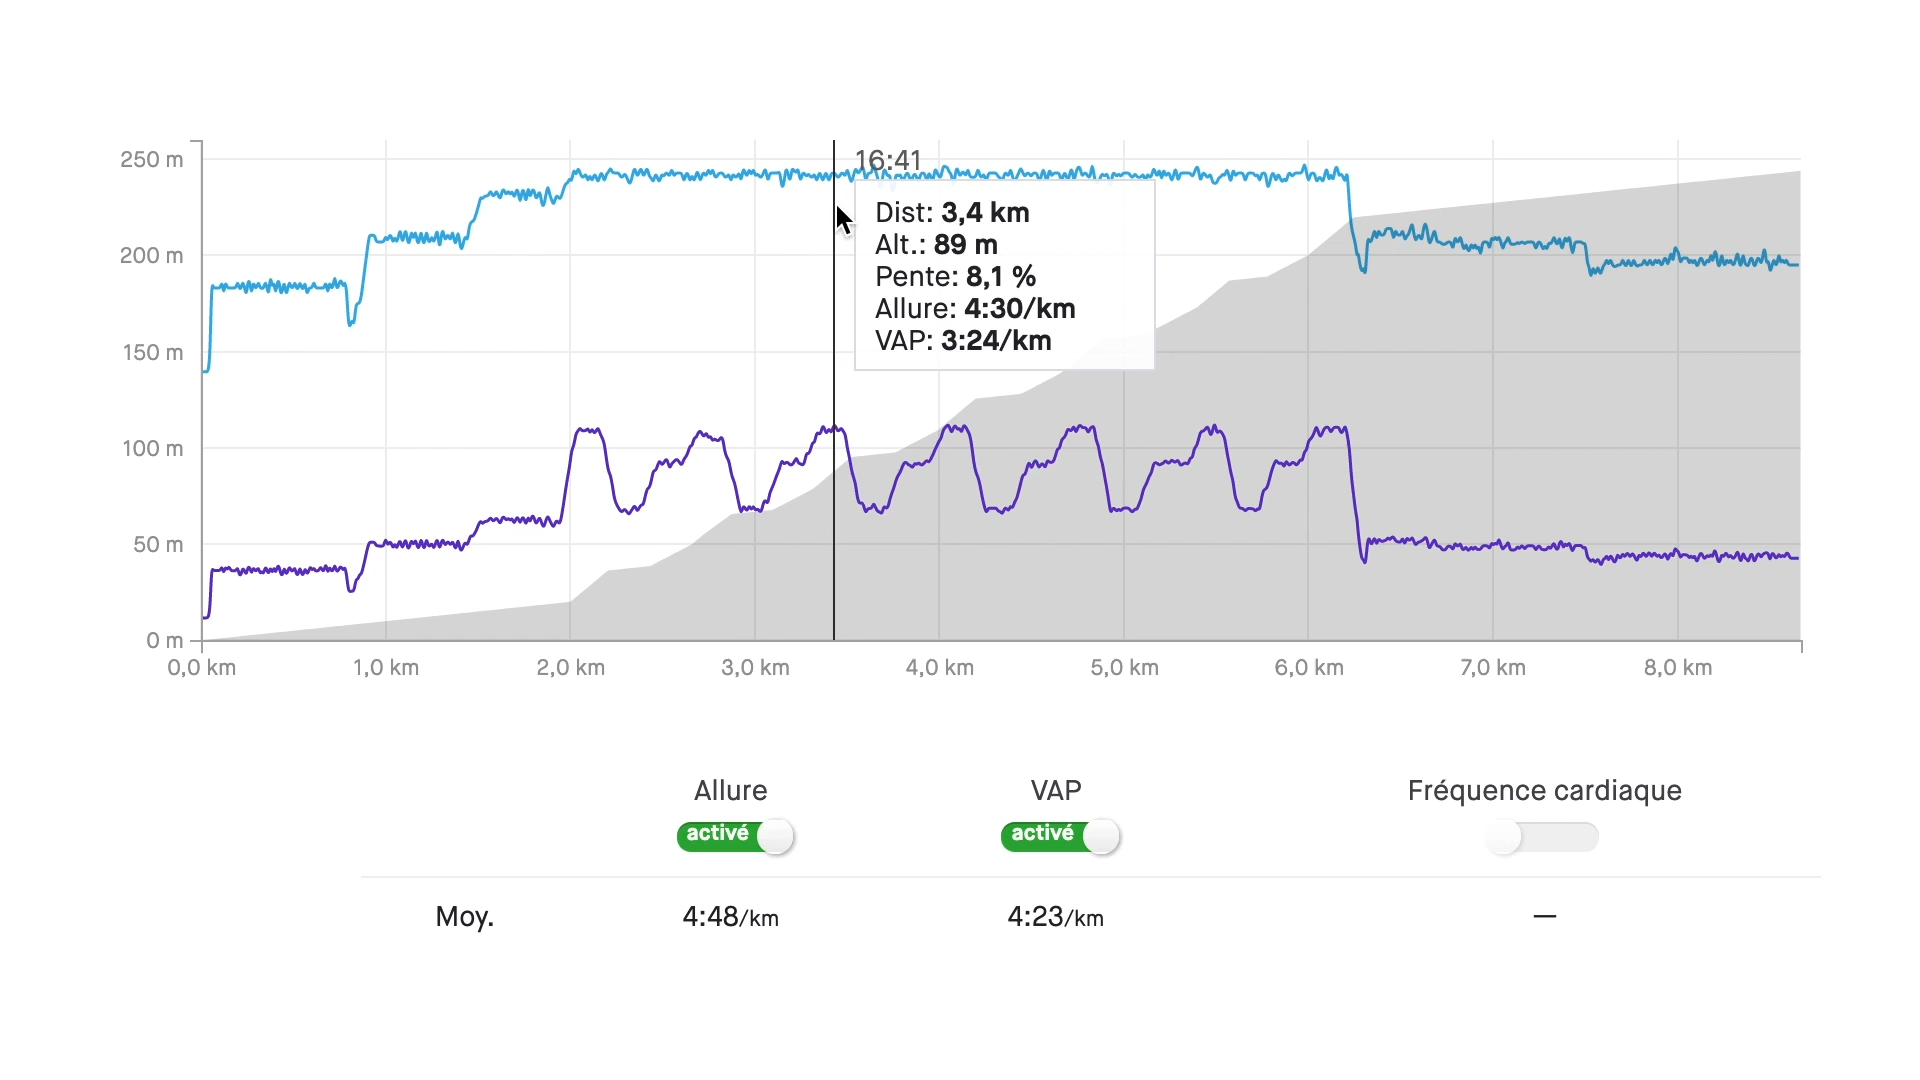 250 m
200 m
150 m
100 m
50 m
0 m
16:41
Dist: 3,4 km
Alt.: 89 m
Pente: 8,1 %
Allure: 4:30/km
VAP: 3:24/km
0,0 km 1,0 km 2,0 km 3,0 km 4,0 km 5,0 km 6,0 km 7,0 km 8,0 km
Allure VAP Fréquence cardiaque
activé activé
Moy. 4:48/km 4:23/km —